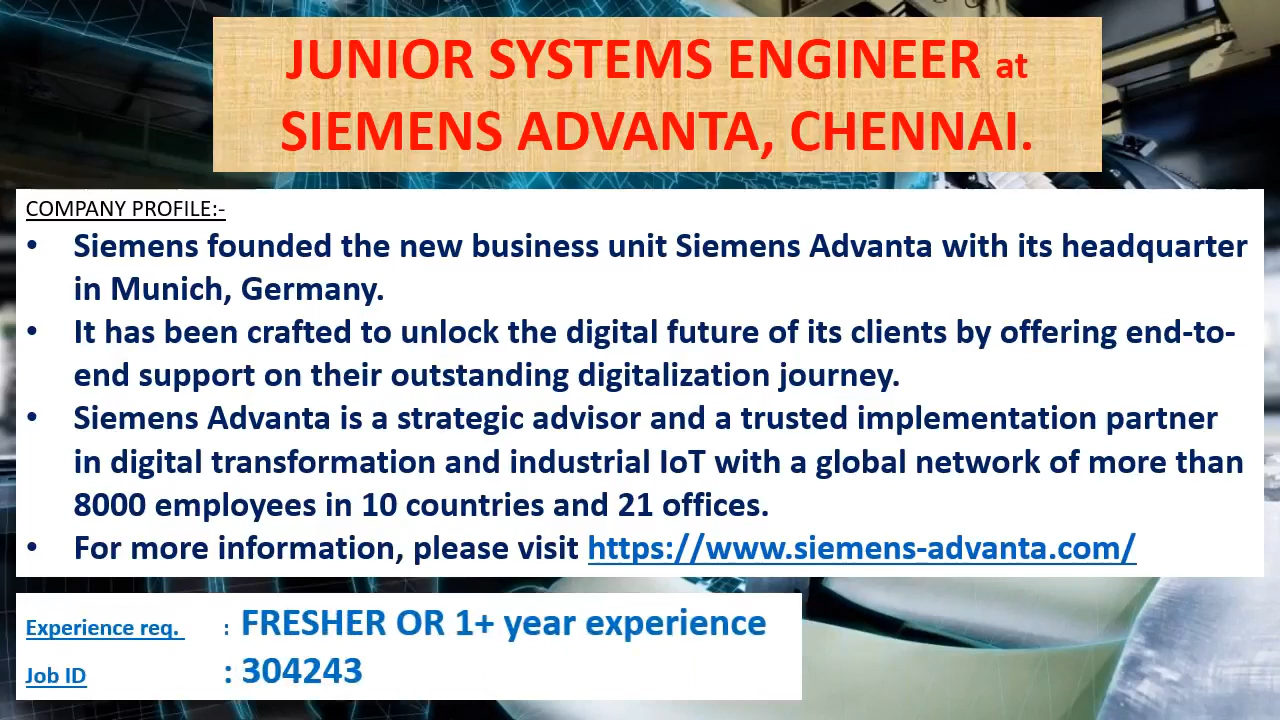 JUNIOR SYSTEMS ENGINEER at
SIEMENS ADVANTA, CHENNAI.
COMPANY PROFILE:-
• Siemens founded the new business unit Siemens Advanta with its headquarter
in Munich, Germany.
• It has been crafted to unlock the digital future of its clients by offering end-to-
end support on their outstanding digitalization journey.
• Siemens Advanta is a strategic advisor and a trusted implementation partner
in digital transformation and industrial IoT with a global network of more than
8000 employees in 10 countries and 21 offices.
• For more information, please visit https://www.siemens-advanta.com/
Experience req. : FRESHER OR 1+ year experience
Job ID : 304243